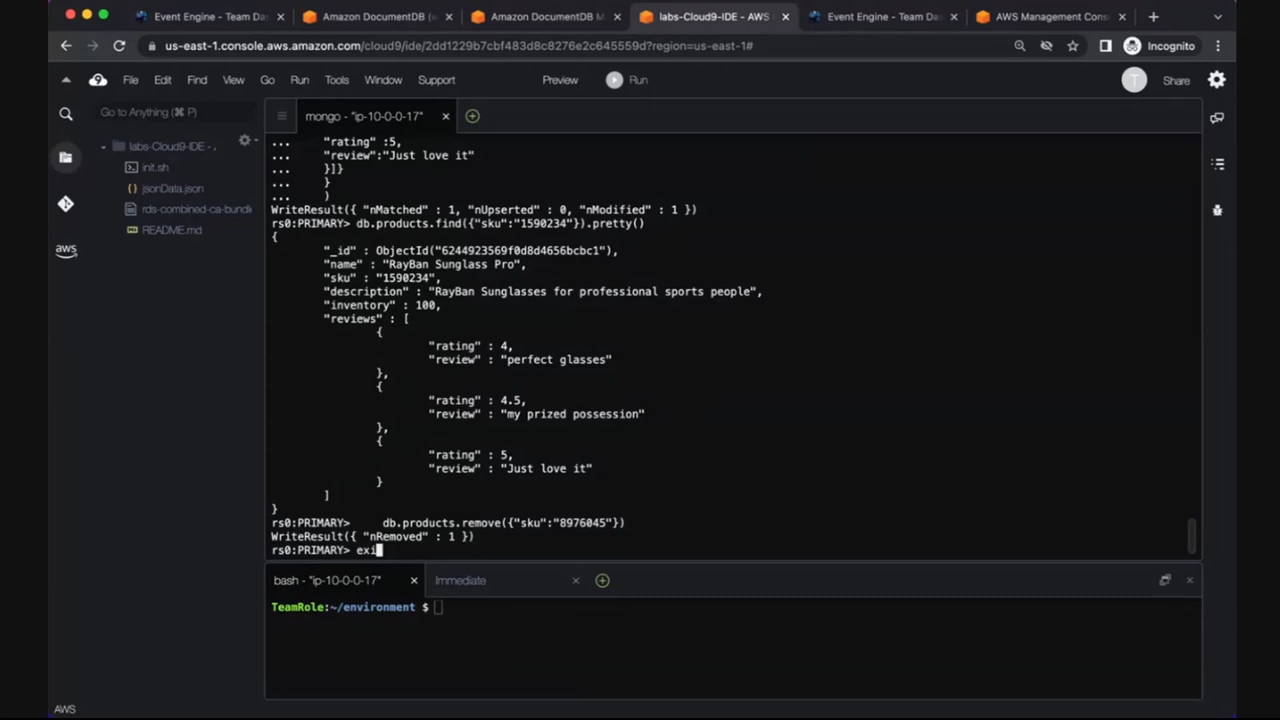 Event Engine - Team Da
Amazon DocumentDB (w
Amazon DocumentDB M
labs-Cloud9-IDE - AWS
Event Engine - Team Da
AWS Management Cons
us-east-1.console.aws.amazon.com/cloud9/ide/2dd1229b7cbf483d8c8276e2c645559d?region=us-east-1#
Incognito
9 File Edit Find View Go Run Tools Window Support Preview Run T Share
Go to Anything (⌘ P)
mongo - "ip-10-0-0-17"
labs-Cloud9-IDE - .
init.sh
jsonData.json
rds-combined-ca-bundle
README.md
aws
... "rating" :5,
... "review":"Just love it"
... }]}
... }
... )
WriteResult({ "nMatched" : 1, "nUpserted" : 0, "nModified" : 1 })
rs0:PRIMARY> db.products.find({"sku":"1590234"}).pretty()
{
"_id" : ObjectId("6244923569f0d8d4656bcbc1"),
"name" : "RayBan Sunglass Pro",
"sku" : "1590234",
"description" : "RayBan Sunglasses for professional sports people",
"inventory" : 100,
"reviews" : [
{
"rating" : 4,
"review" : "perfect glasses"
},
{
"rating" : 4.5,
"review" : "my prized possession"
},
{
"rating" : 5,
"review" : "Just love it"
}
]
}
rs0:PRIMARY> db.products.remove({"sku":"8976045"})
WriteResult({ "nRemoved" : 1 })
rs0:PRIMARY> exi
bash - "ip-10-0-0-17"
Immediate
TeamRole:~/environment $
AWS